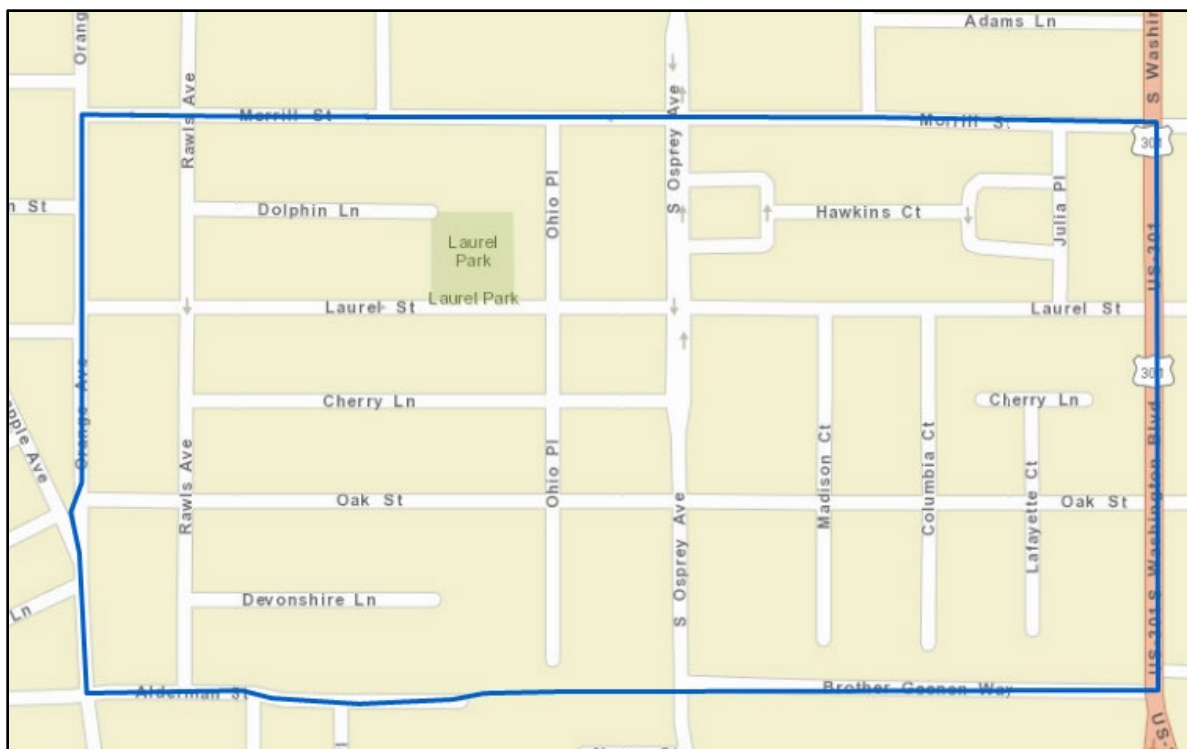 Adams Ln
S Washin
Orang
Rawls Ave
Morrill St
S Osprey Ave
Morrill St
301
Ohio Pl
Julia Pl
n St
Dolphin Ln
Hawkins Ct
Laurel
Park
Laurel Park
US-301
Laurel St
Laurel St
301
Orange Ave
pple Ave
Cherry Ln
Cherry Ln
Rawls Ave
Ohio Pl
Madison Ct
Columbia Ct
Lafayette Ct
Oak St
Oak St
S Osprey Ave
US-301 S Washington Blvd
Devonshire Ln
Ln
Alderman St
Brother Geenen Way
US-